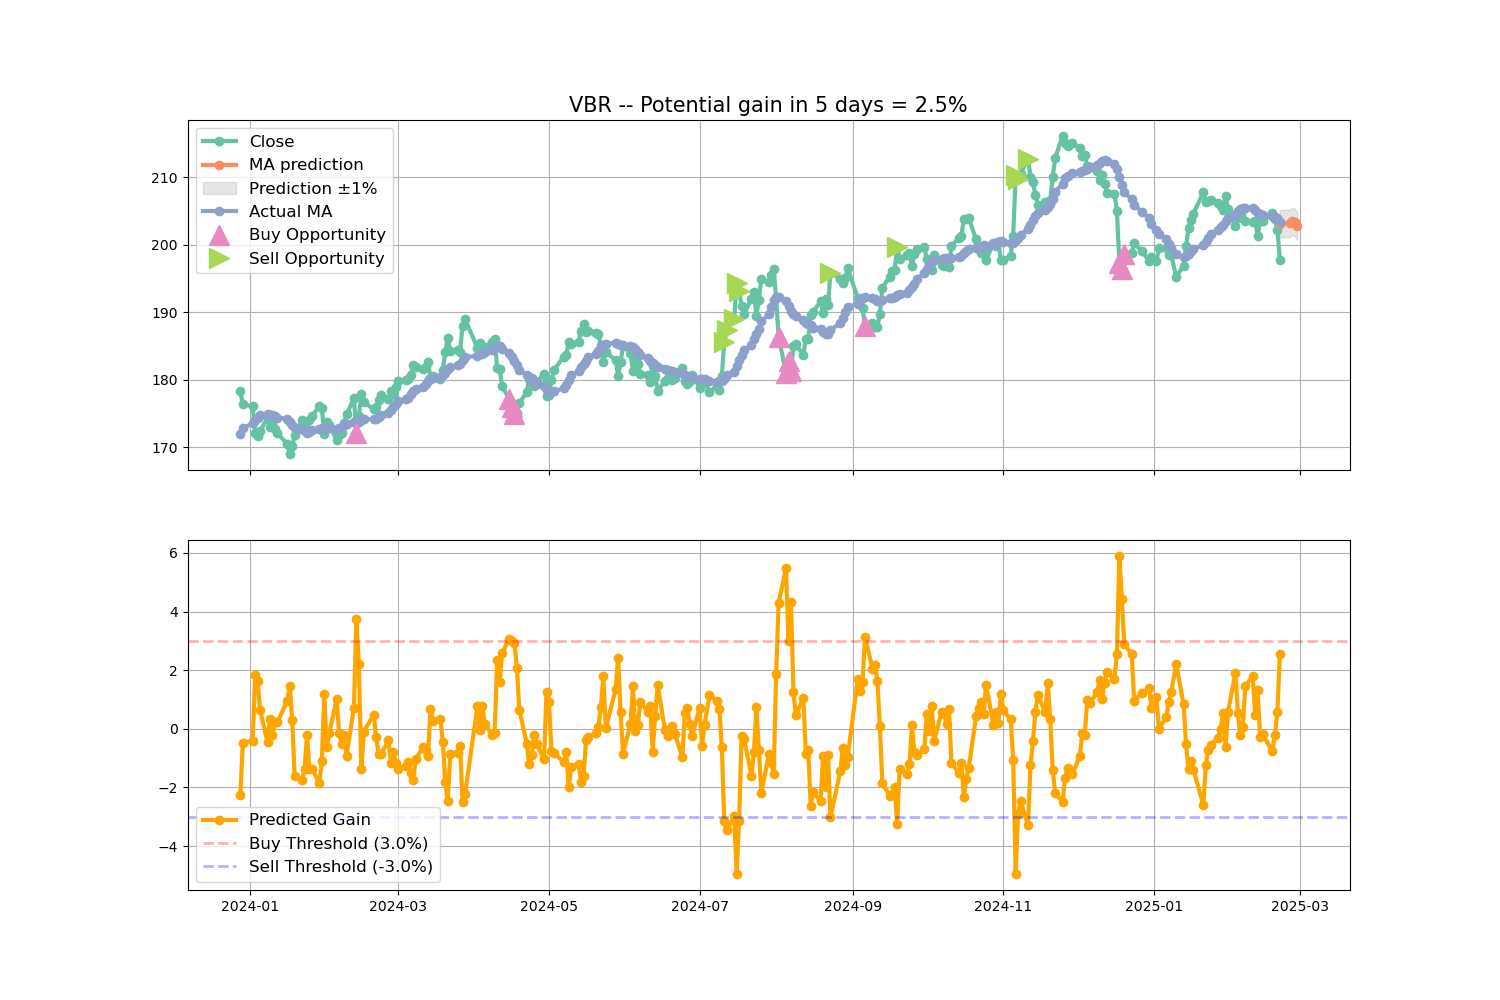 VBR -- Potential gain in 5 days = 2.5%
Close
MA prediction
Prediction ±1%
Actual MA
Buy Opportunity
Sell Opportunity
210
200
190
180
170
6
4
2
0
−2
−4
Predicted Gain
Buy Threshold (3.0%)
Sell Threshold (-3.0%)
2024-01 2024-03 2024-05 2024-07 2024-09 2024-11 2025-01 2025-03